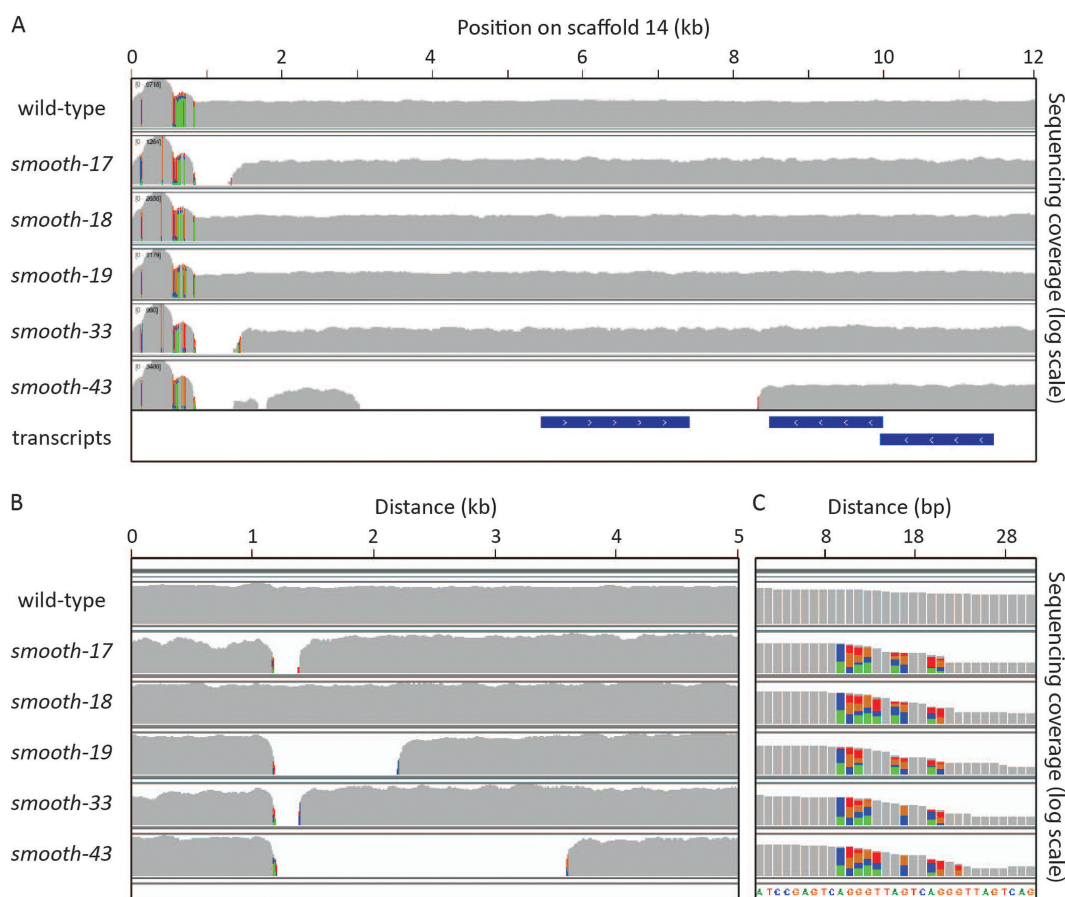 A
Position on scaffold 14 (kb)
0 2 4 6 8 10 12
wild-type
smooth-17
smooth-18
smooth-19
smooth-33
smooth-43
transcripts
Sequencing coverage (log scale)
B
Distance (kb)
0 1 2 3 4 5
wild-type
smooth-17
smooth-18
smooth-19
smooth-33
smooth-43
C
Distance (bp)
8 18 28
Sequencing coverage (log scale)
ATCCGAGTCAGGGTTAGTCAGGGTTAGTCAG